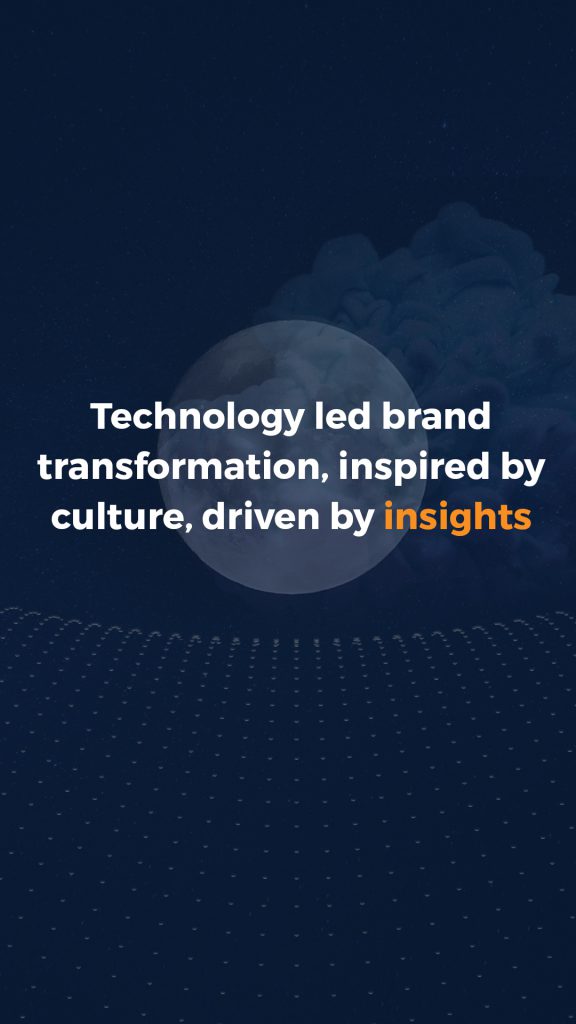 Technology led brand
transformation, inspired by
culture, driven by insights